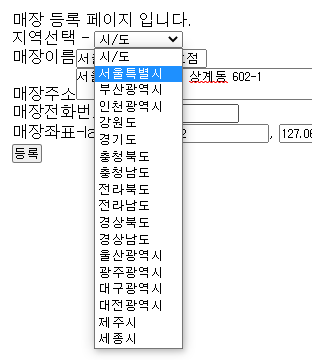 매장 등록 페이지 입니다.
지역선택 - 시/도
매장이름 서울 점
매장주소 서울 상계동 602-1
매장전화번
매장좌표-la 2, 127.06
등록
시/도
서울특별시
부산광역시
인천광역시
강원도
경기도
충청북도
충청남도
전라북도
전라남도
경상북도
경상남도
울산광역시
광주광역시
대구광역시
대전광역시
제주시
세종시